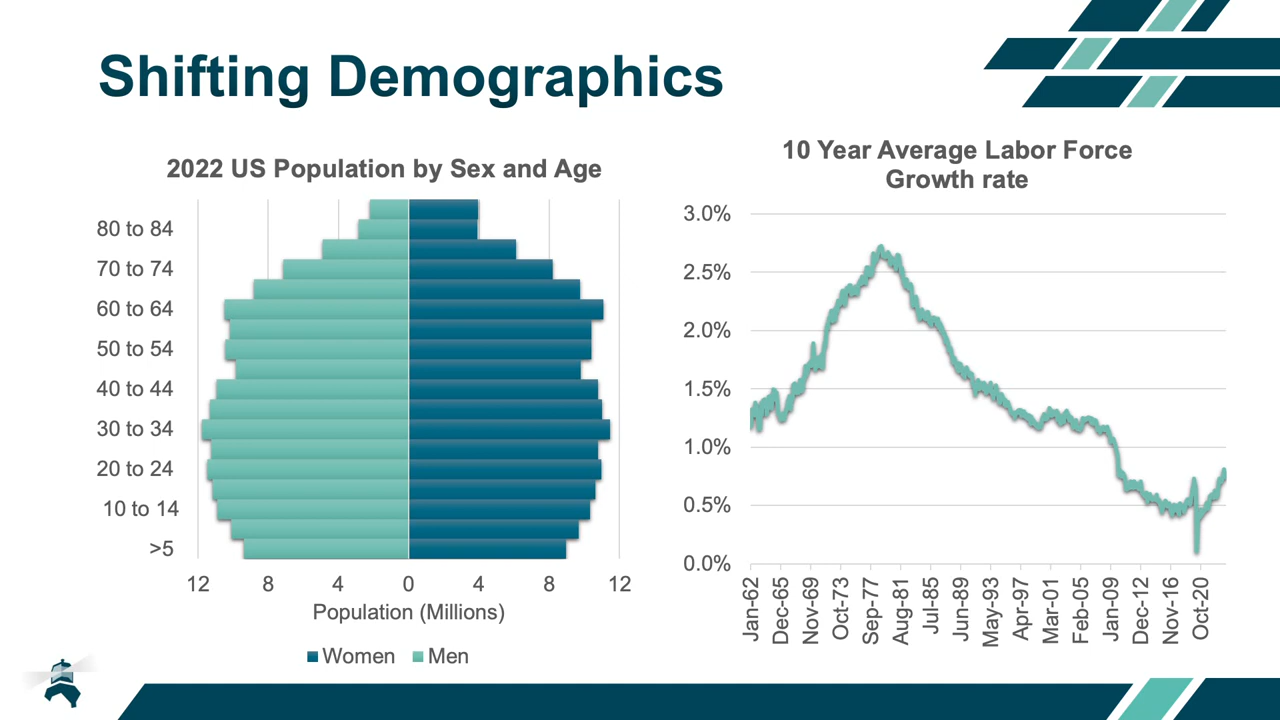 Shifting Demographics
2022 US Population by Sex and Age
80 to 84
70 to 74
60 to 64
50 to 54
40 to 44
30 to 34
20 to 24
10 to 14
>5
12 8 4 0 4 8 12
Population (Millions)
Women Men
10 Year Average Labor Force
Growth rate
3.0%
2.5%
2.0%
1.5%
1.0%
0.5%
0.0%
Jan-62
Dec-65
Nov-69
Oct-73
Sep-77
Aug-81
Jul-85
Jun-89
May-93
Apr-97
Mar-01
Feb-05
Jan-09
Dec-12
Nov-16
Oct-20